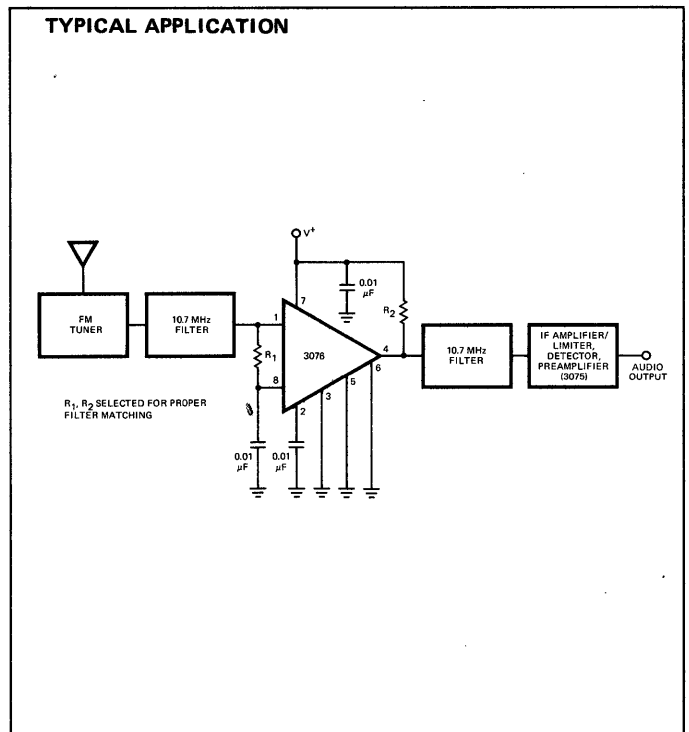 TYPICAL APPLICATION
V+
0.01
μF
7
R2
FM
TUNER
10.7 MHz
FILTER
1
R1
3076
4
8
6
5
3
2
10.7 MHz
FILTER
IF AMPLIFIER/
LIMITER,
DETECTOR,
PREAMPLIFIER
(3075)
AUDIO
OUTPUT
R1, R2 SELECTED FOR PROPER
FILTER MATCHING
0.01
μF
0.01
μF